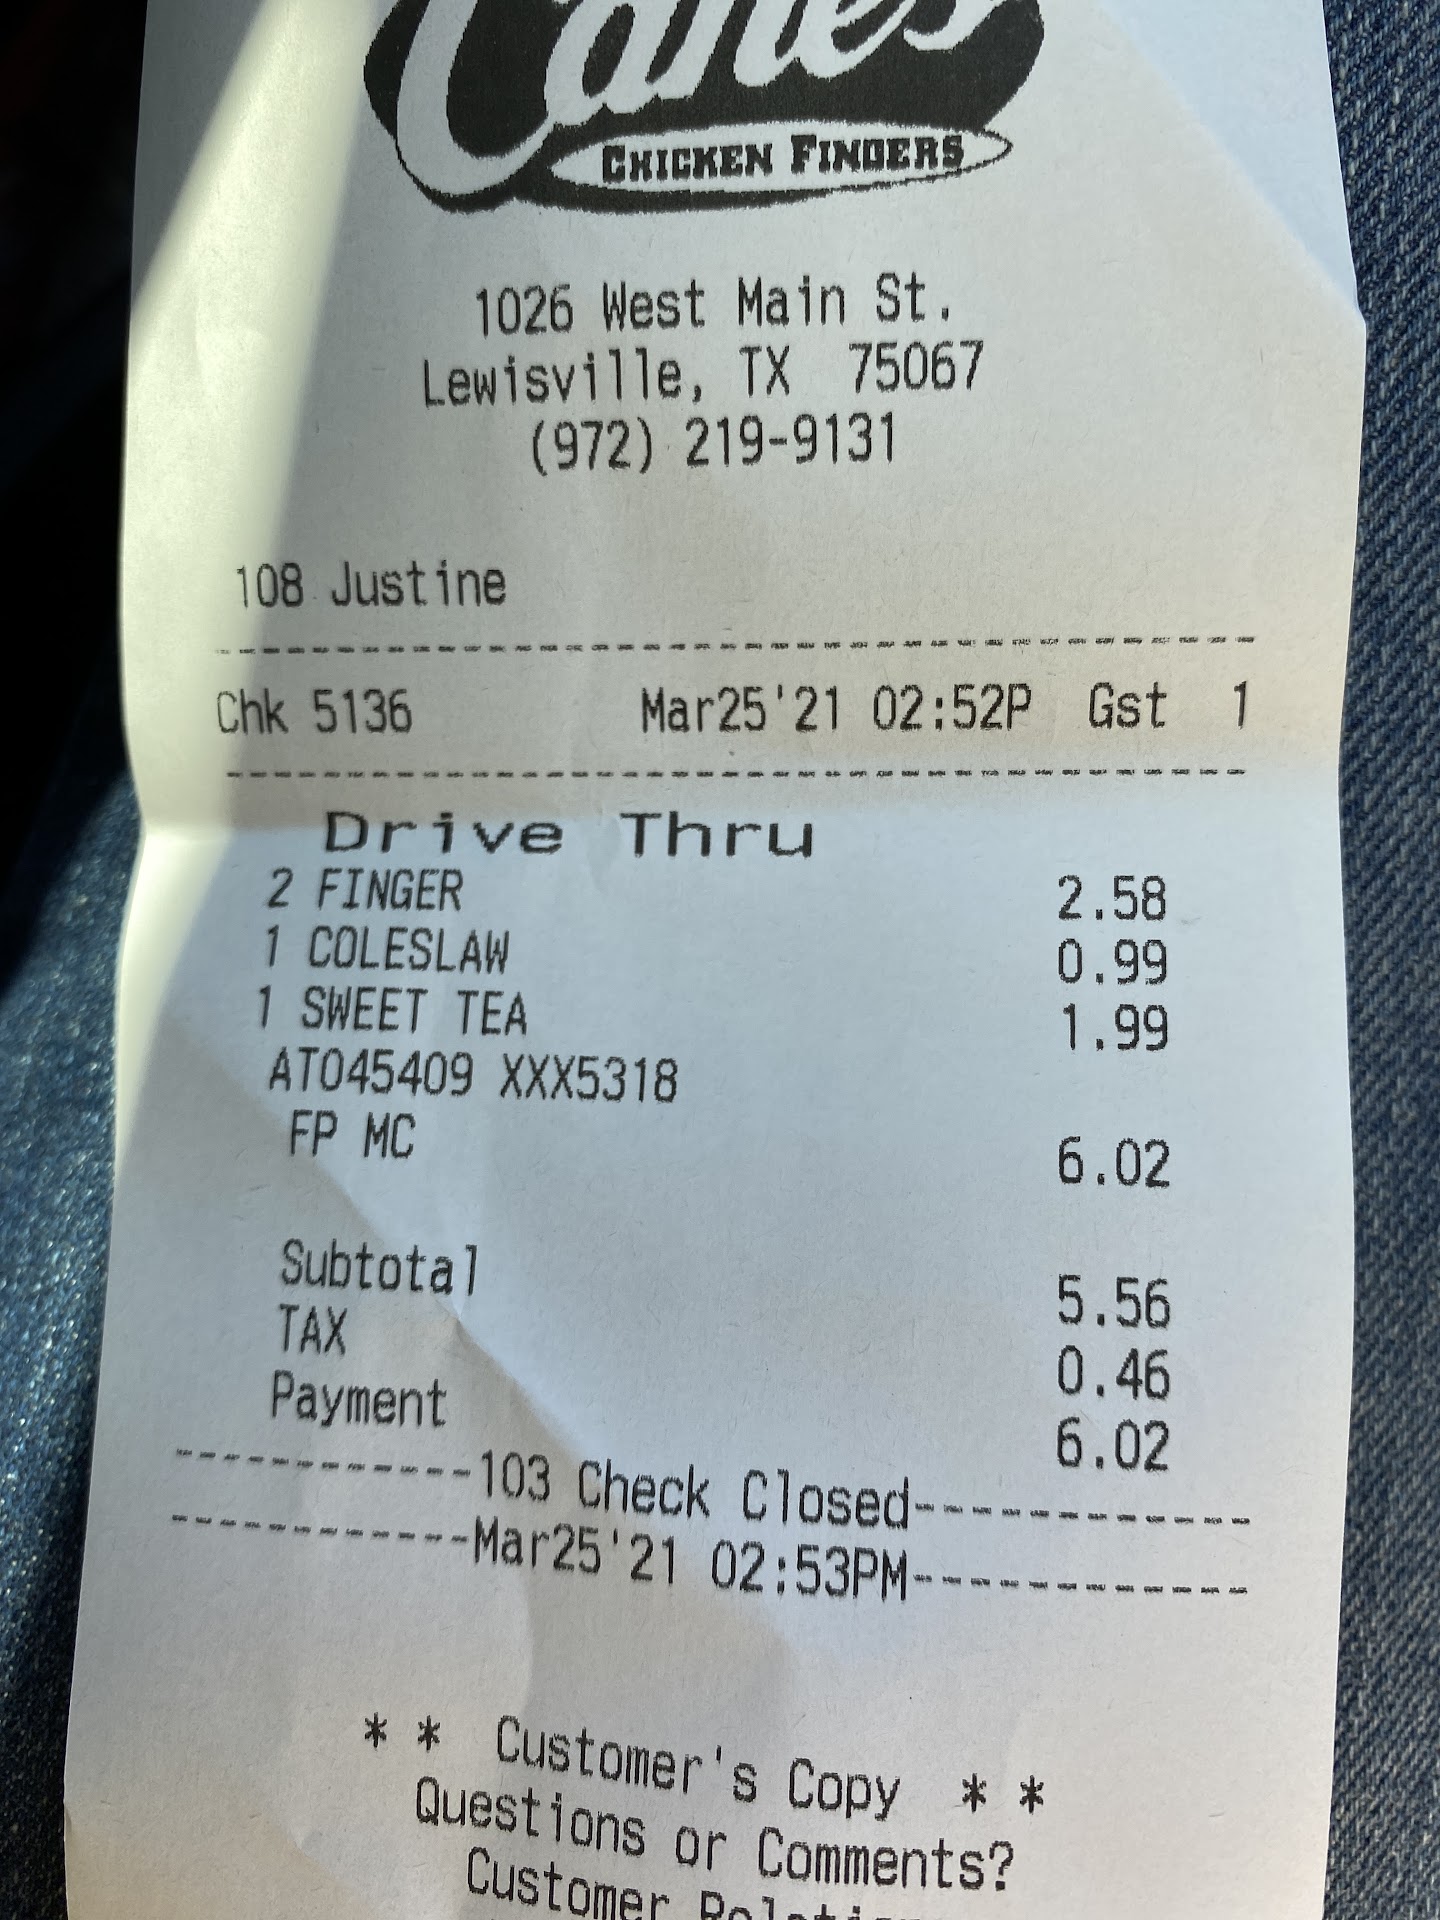 Canes
CHICKEN FINGERS
1026 West Main St.
Lewisville, TX 75067
(972) 219-9131
108 Justine
Chk 5136 Mar25'21 02:52P Gst 1
Drive Thru
2 FINGER 2.58
1 COLESLAW 0.99
1 SWEET TEA 1.99
AT045409 XXX5318
FP MC 6.02
Subtotal 5.56
TAX 0.46
Payment 6.02
------------103 Check Closed-------------
------------Mar25'21 02:53PM-------------
* * Customer's Copy * *
Questions or Comments?
Customer